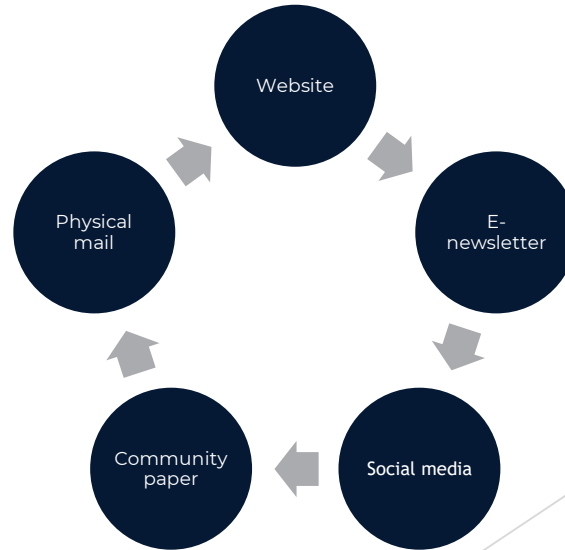 Website
E-
newsletter
Social media
Community
paper
Physical
mail